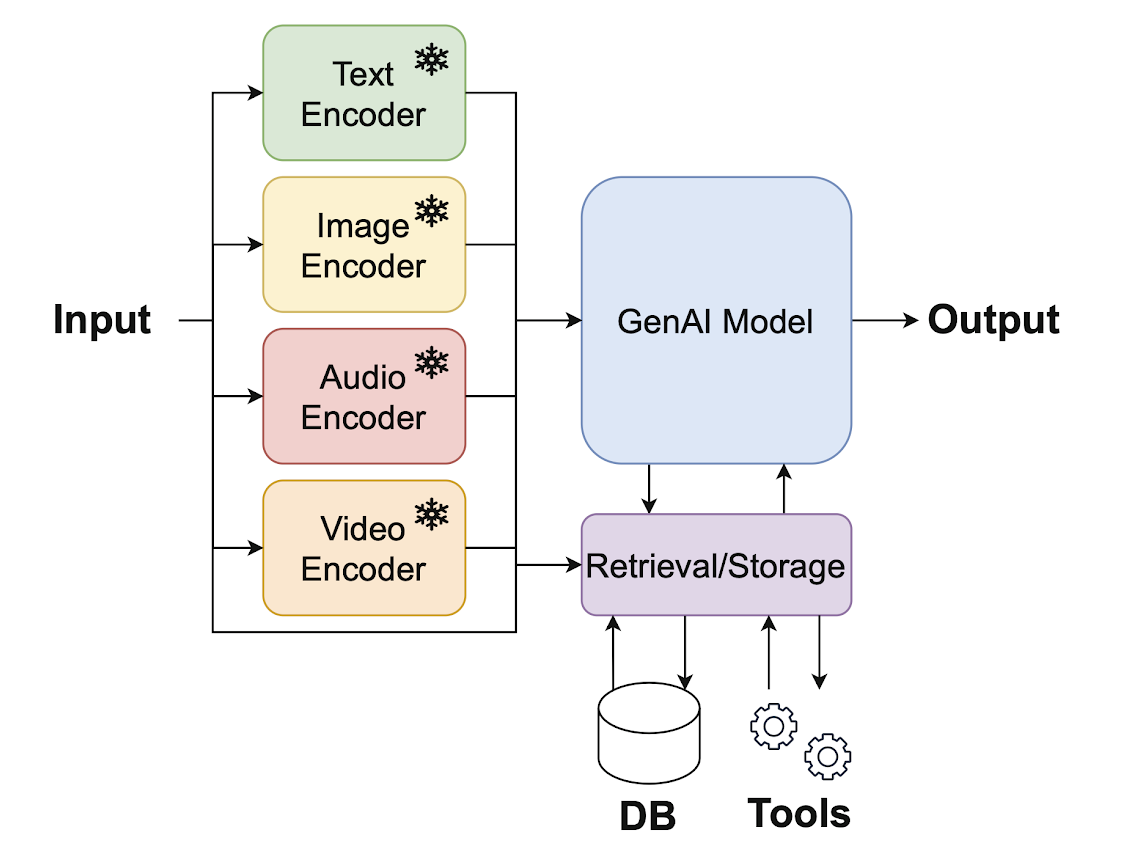 Text
Encoder
Image
Encoder
Input
GenAI Model
Output
Audio
Encoder
Video
Encoder
Retrieval/Storage
DB
Tools